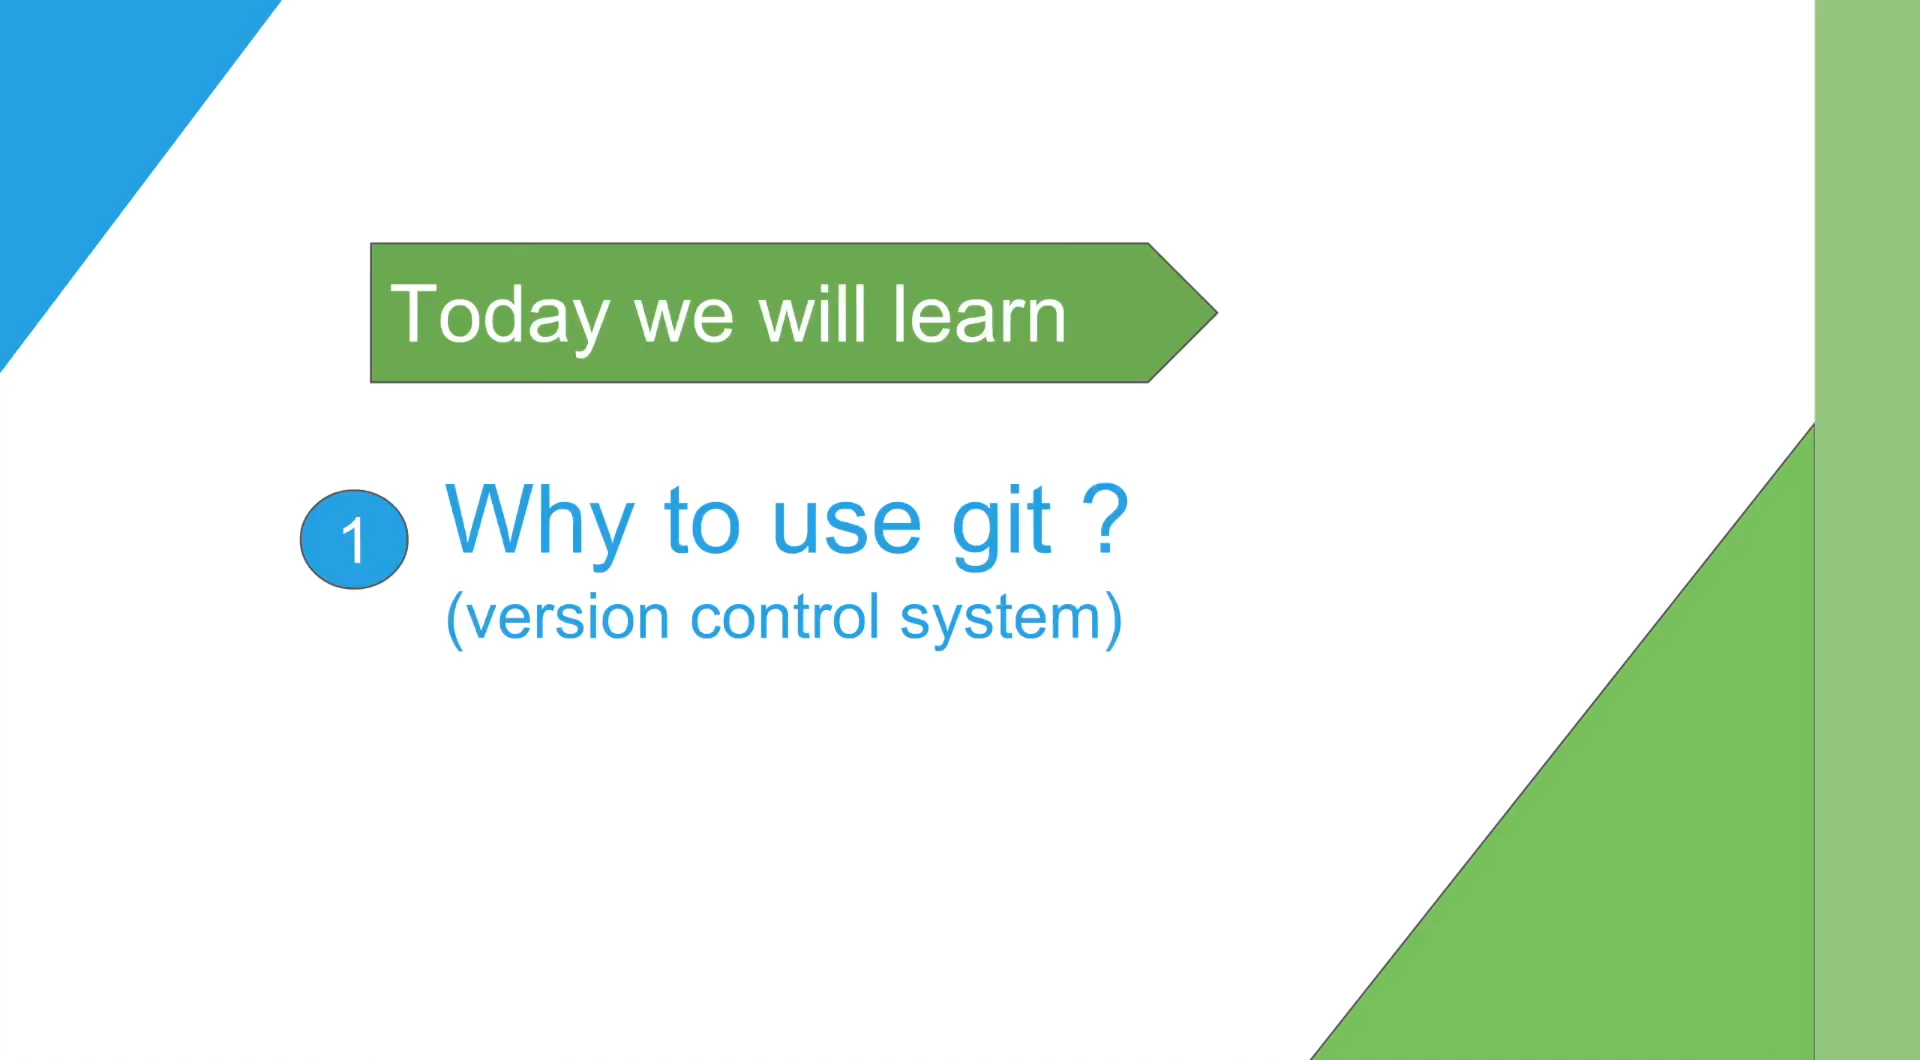 Today we will learn
1
Why to use git ?
(version control system)